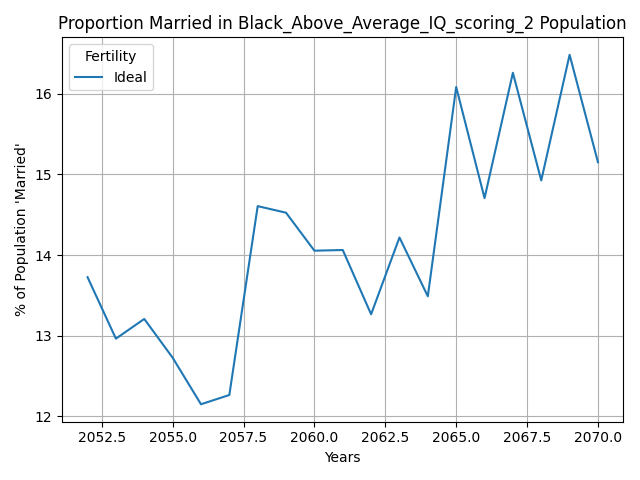 Proportion Married in Black_Above_Average_IQ_scoring_2 Population
Fertility
Ideal
% of Population 'Married'
16
15
14
13
12
2052.5 2055.0 2057.5 2060.0 2062.5 2065.0 2067.5 2070.0
Years